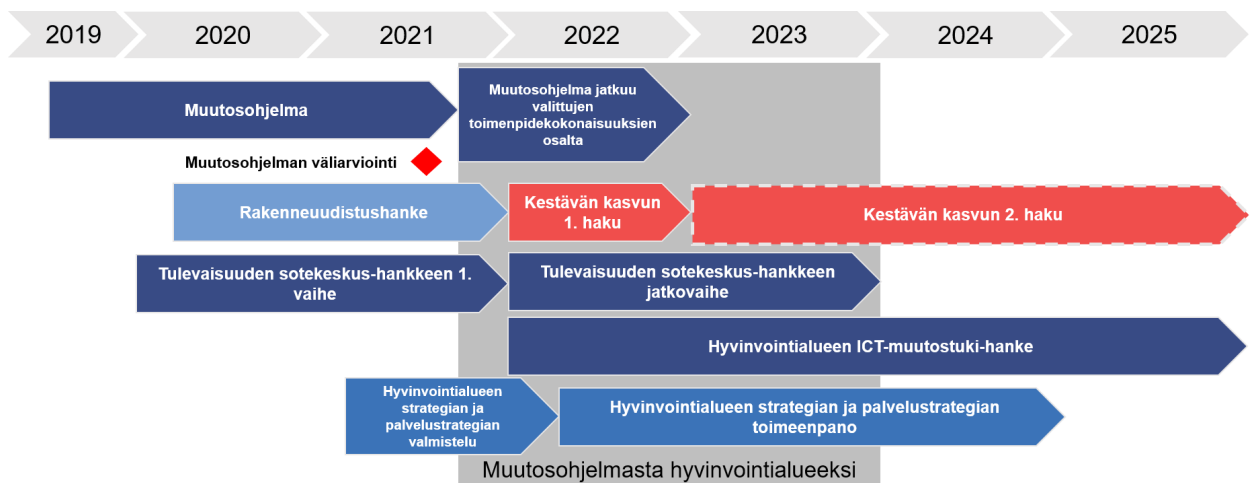 2019
2020
2021
2022
2023
2024
2025
Muutosohjelma
Muutosohjelma jatkuu
valittujen
toimenpidekokonaisuuksien
osalta
Muutosohjelman väliarviointi
Rakenneuudistushanke
Kestävän kasvun
1. haku
Kestävän kasvun 2. haku
Tulevaisuuden sotekeskus-hankkeen 1.
vaihe
Tulevaisuuden sotekeskus-hankkeen
jatkovaihe
Hyvinvointialueen ICT-muutostuki-hanke
Hyvinvointialueen
strategian ja
palvelustrategian
valmistelu
Hyvinvointialueen strategian ja palvelustrategian
toimeenpano
Muutosohjelmasta hyvinvointialueeksi